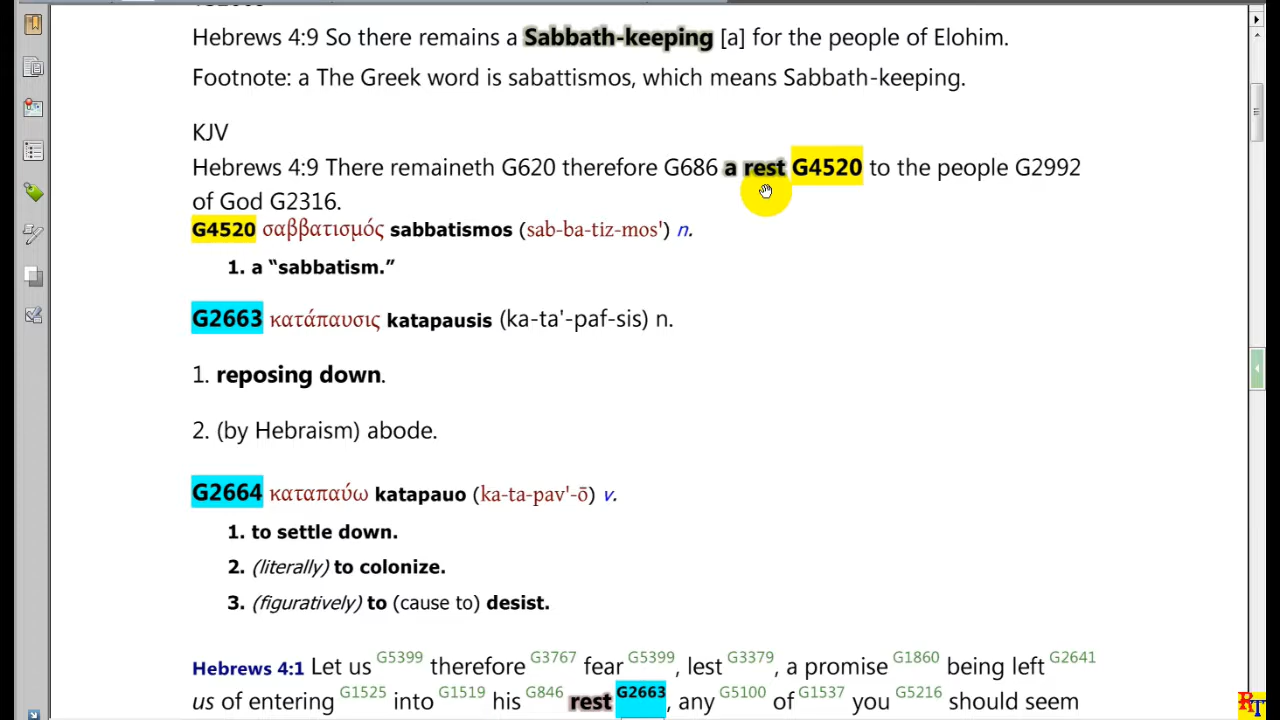 Hebrews 4:9 So there remains a Sabbath-keeping [a] for the people of Elohim.
Footnote: a The Greek word is sabattismos, which means Sabbath-keeping.
KJV
Hebrews 4:9 There remaineth G620 therefore G686 a rest G4520 to the people G2992
of God G2316.
G4520 σαββατισμός sabbatismos (sab-ba-tiz-mos') n.
1. a “sabbatism.”
G2663 κατάπαυσις katapausis (ka-ta'-paf-sis) n.
1. reposing down.
2. (by Hebraism) abode.
G2664 καταπαύω katapauo (ka-ta-pav'-ō) v.
1. to settle down.
2. (literally) to colonize.
3. (figuratively) to (cause to) desist.
Hebrews 4:1 Let us G5399 therefore G3767 fear G5399 , lest G3379 , a promise G1860 being left G2641
us of entering G1525 into G1519 his G846 rest G2663 , any G5100 of G1537 you G5216 should seem
RT